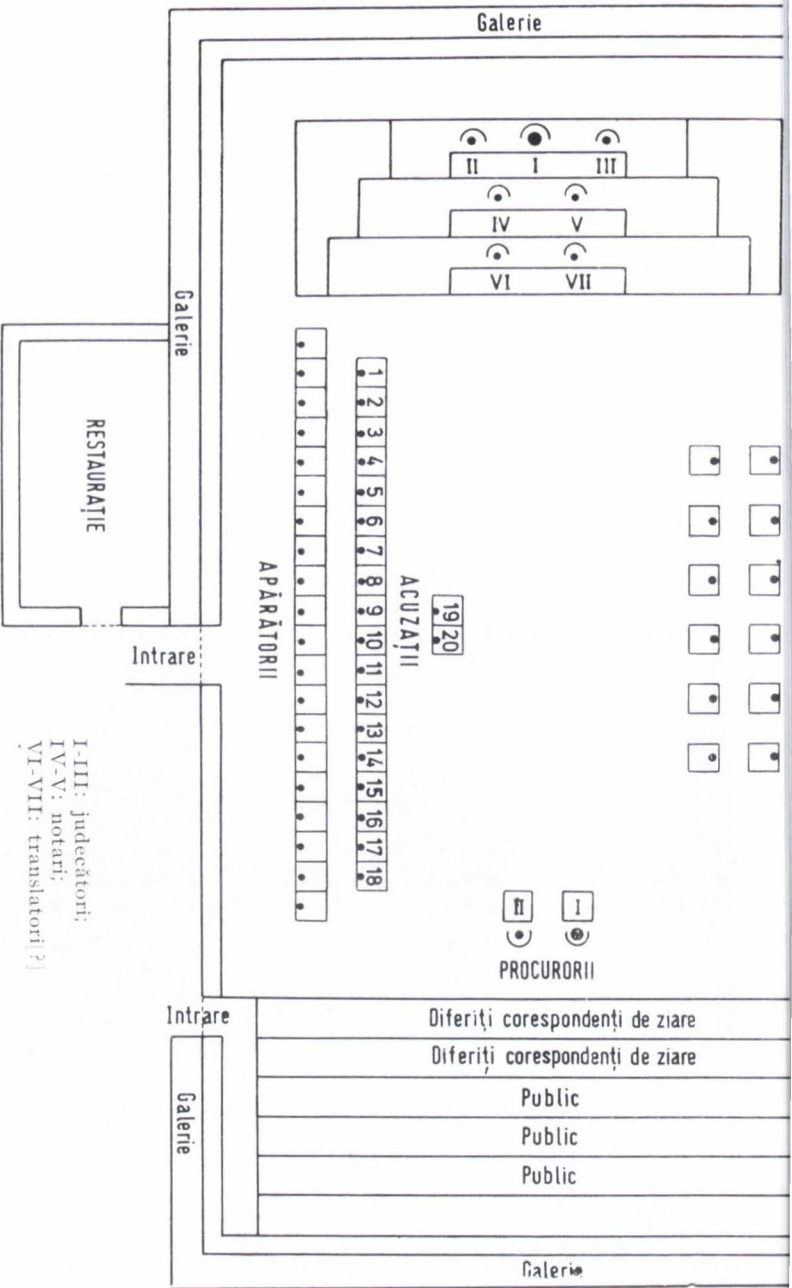 Galerie
II I III
IV V
VI VII
Galerie
RESTAURAȚIE
1 2 3 4 5 6 7 8 9 10 11 12 13 14 15 16 17 18
19 20
ACUZAȚII
APĂRĂTORII
Intrare
I-III: judecători;
IV-V: notari;
VI-VII: translatori[?]
II I
PROCURORII
Intrare
Diferiți corespondenți de ziare
Diferiți corespondenți de ziare
Public
Public
Public
Galerie
Galerie